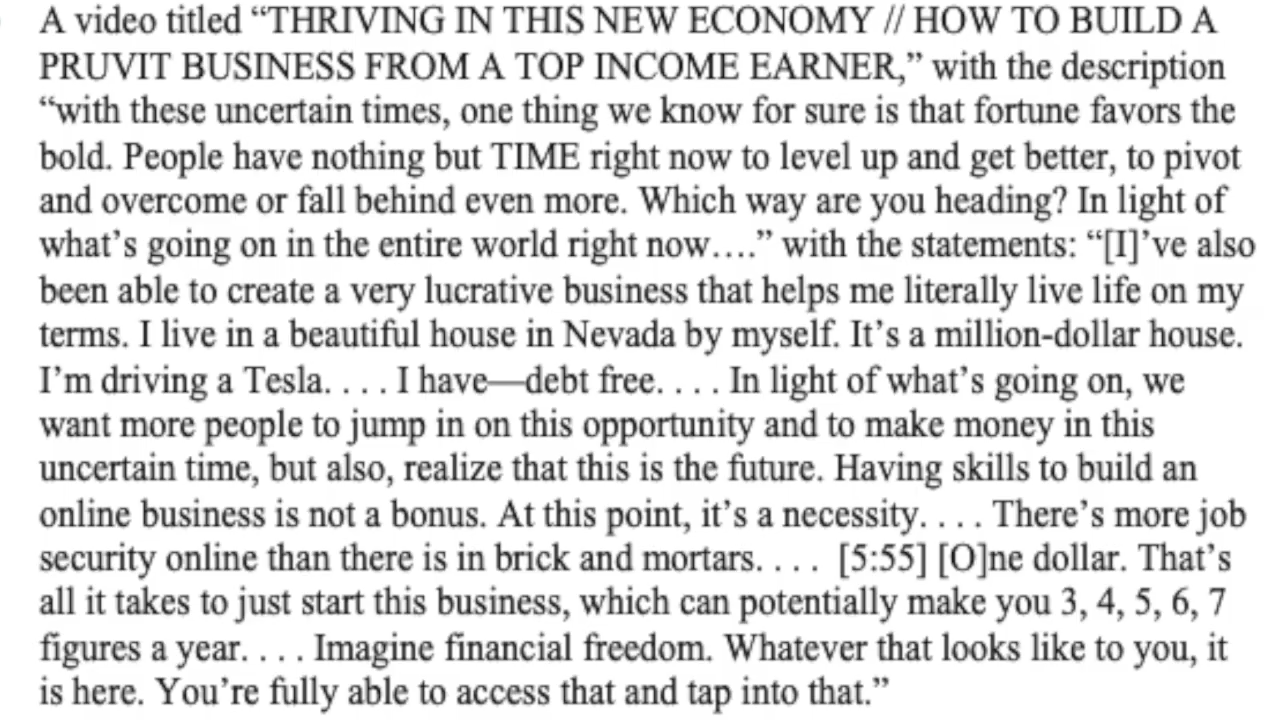 A video titled “THRIVING IN THIS NEW ECONOMY // HOW TO BUILD A
PRUVIT BUSINESS FROM A TOP INCOME EARNER,” with the description
“with these uncertain times, one thing we know for sure is that fortune favors the
bold. People have nothing but TIME right now to level up and get better, to pivot
and overcome or fall behind even more. Which way are you heading? In light of
what’s going on in the entire world right now….” with the statements: “[I]’ve also
been able to create a very lucrative business that helps me literally live life on my
terms. I live in a beautiful house in Nevada by myself. It’s a million-dollar house.
I’m driving a Tesla. . . . I have—debt free. . . . In light of what’s going on, we
want more people to jump in on this opportunity and to make money in this
uncertain time, but also, realize that this is the future. Having skills to build an
online business is not a bonus. At this point, it’s a necessity. . . . There’s more job
security online than there is in brick and mortars. . . . [5:55] [O]ne dollar. That’s
all it takes to just start this business, which can potentially make you 3, 4, 5, 6, 7
figures a year. . . . Imagine financial freedom. Whatever that looks like to you, it
is here. You’re fully able to access that and tap into that.”